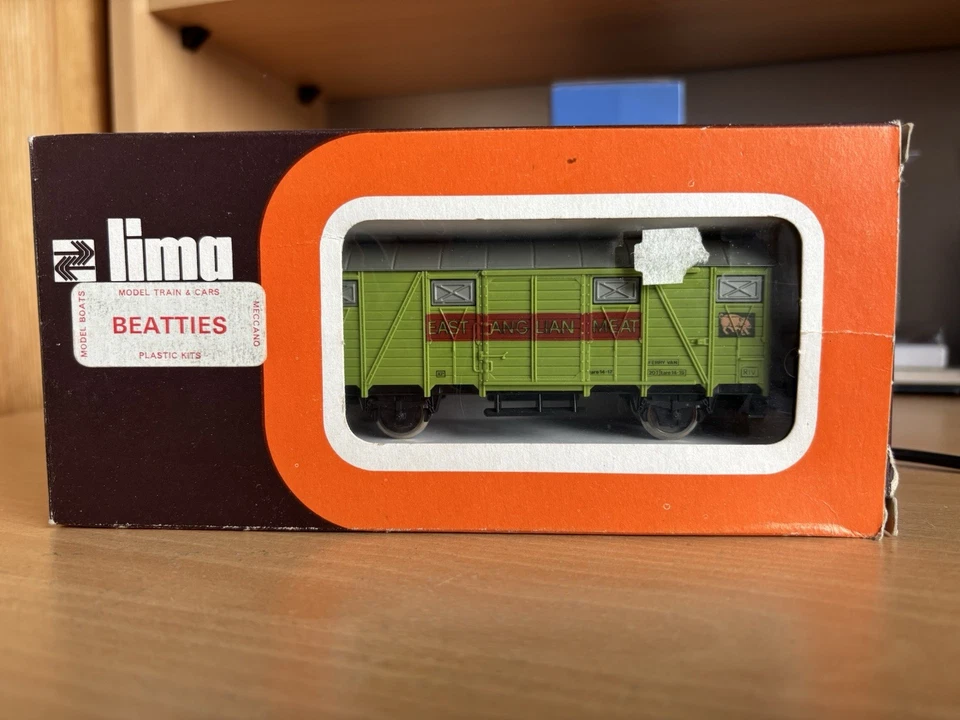 lima
MODEL TRAIN & CARS
MODEL BOATS
BEATTIES
MECCANO
PLASTIC KITS
EAST ANGLIAN MEAT
FERRY VAN